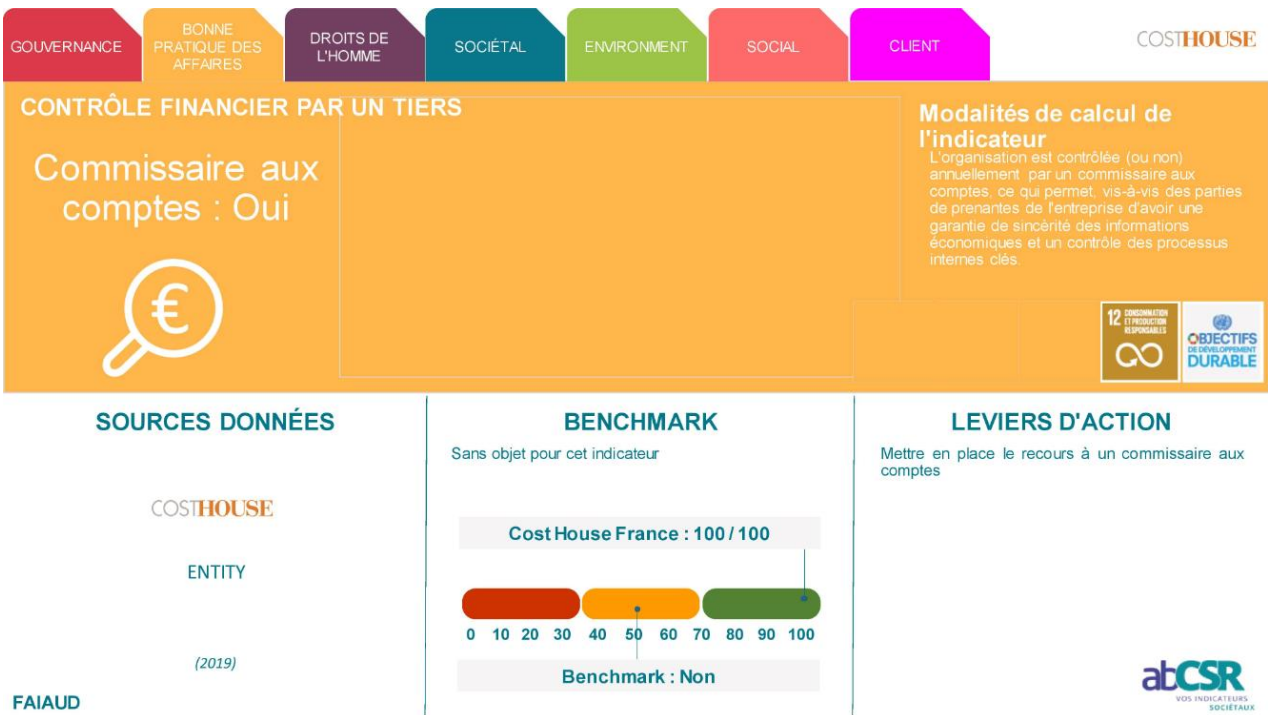 GOUVERNANCE
BONNE
PRATIQUE DES
AFFAIRES
DROITS DE
L'HOMME
SOCIÉTAL
ENVIRONMENT
SOCIAL
CLIENT
COSTHOUSE
CONTRÔLE FINANCIER PAR UN TIERS
Commissaire aux
comptes : Oui
€
Modalités de calcul de
l'indicateur
L'organisation est contrôlée (ou non)
annuellement par un commissaire aux
comptes, ce qui permet, vis-à-vis des parties
de prenantes de l'entreprise d'avoir une
garantie de sincérité des informations
économiques et un contrôle des processus
internes clés.
12 CONSOMMATION
ET PRODUCTION
RESPONSABLES
OBJECTIFS
DE DÉVELOPPEMENT
DURABLE
SOURCES DONNÉES
COSTHOUSE
ENTITY
(2019)
FAIAUD
BENCHMARK
Sans objet pour cet indicateur
Cost House France : 100 / 100
0 10 20 30 40 50 60 70 80 90 100
Benchmark : Non
LEVIERS D'ACTION
Mettre en place le recours à un commissaire aux
comptes
abCSR
VOS INDICATEURS
SOCIÉTAUX